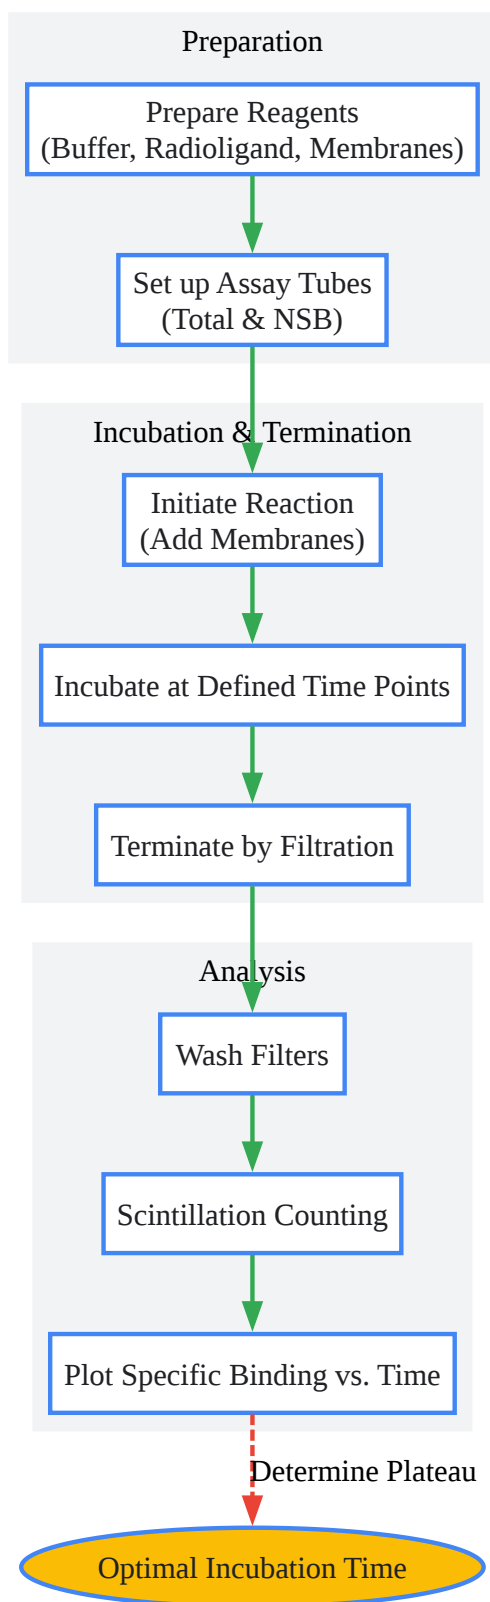 Preparation
Prepare Reagents
(Buffer, Radioligand, Membranes)
Set up Assay Tubes
(Total & NSB)
Incubation & Termination
Initiate Reaction
(Add Membranes)
Incubate at Defined Time Points
Terminate by Filtration
Analysis
Wash Filters
Scintillation Counting
Plot Specific Binding vs. Time
Determine Plateau
Optimal Incubation Time